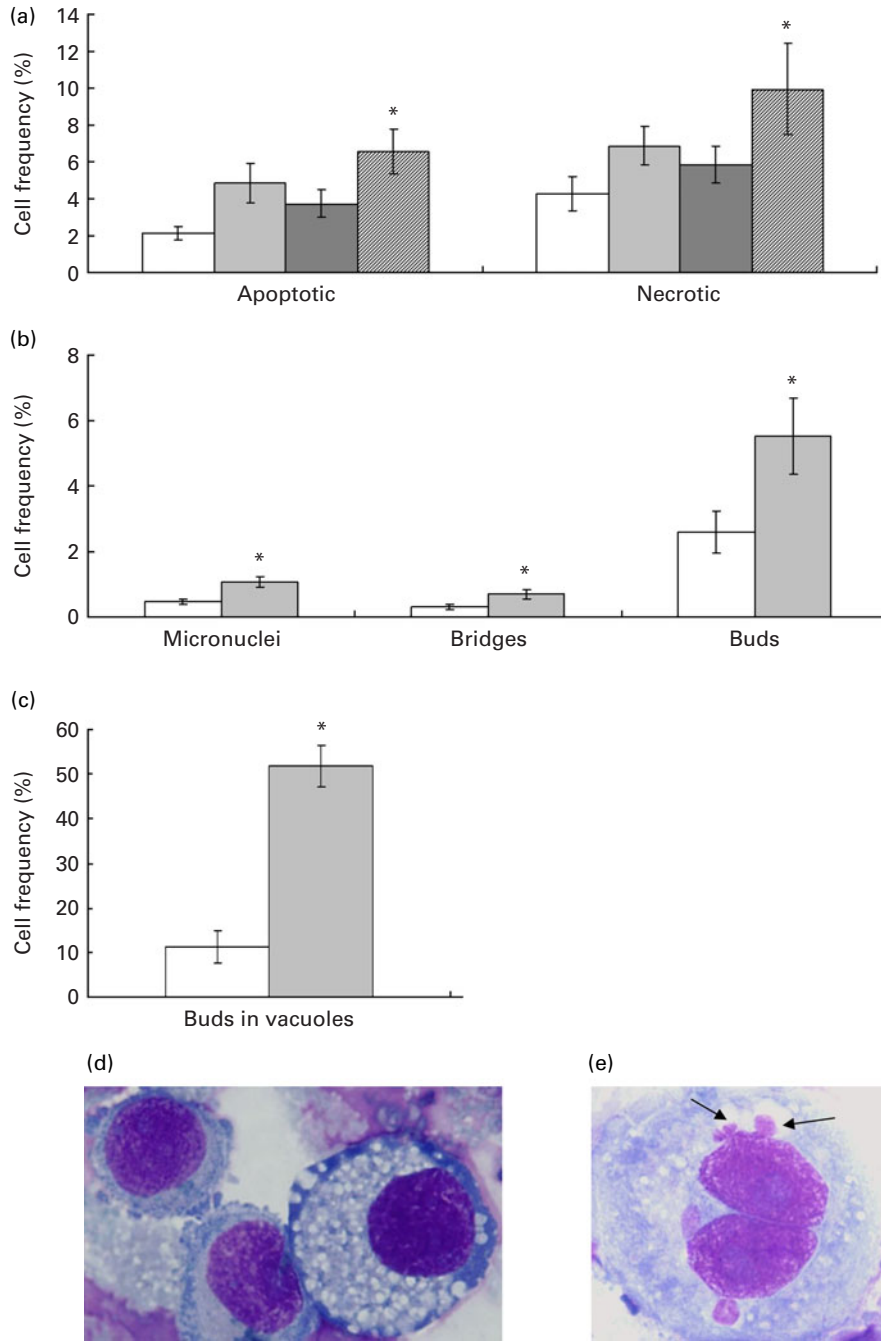 (a)
Cell frequency (%)
14
12
10
8
6
4
2
0
*
*
Apoptotic
Necrotic
(b)
Cell frequency (%)
8
6
4
2
0
*
*
*
Micronuclei
Bridges
Buds
(c)
Cell frequency (%)
60
50
40
30
20
10
0
*
Buds in vacuoles
(d)
(e)